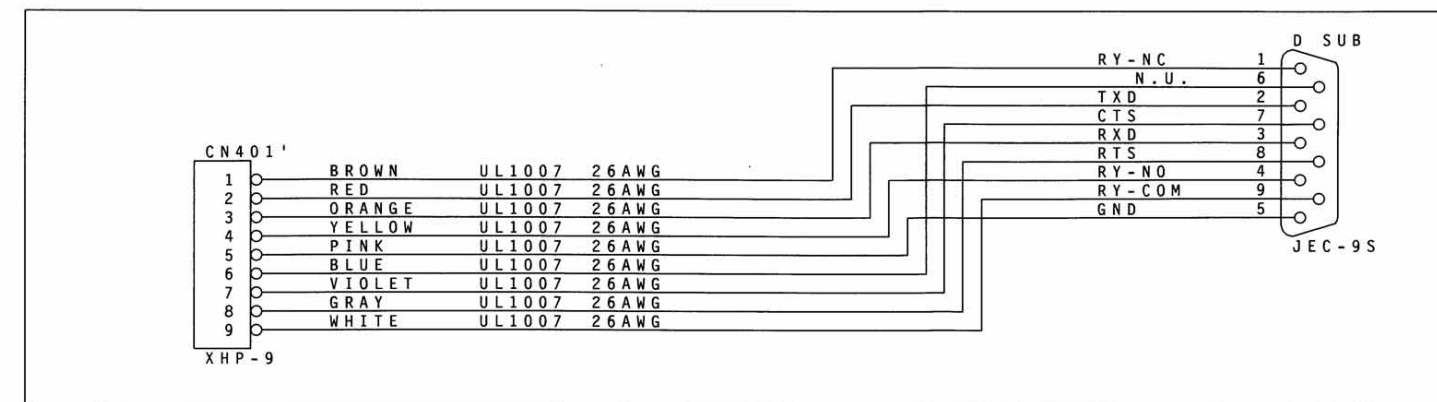 D SUB
RY-NC 1
N.U. 6
TXD 2
CTS 7
RXD 3
RTS 8
RY-NO 4
RY-COM 9
GND 5
JEC-9S
CN401'
1 BROWN UL1007 26AWG
2 RED UL1007 26AWG
3 ORANGE UL1007 26AWG
4 YELLOW UL1007 26AWG
5 PINK UL1007 26AWG
6 BLUE UL1007 26AWG
7 VIOLET UL1007 26AWG
8 GRAY UL1007 26AWG
9 WHITE UL1007 26AWG
XHP-9